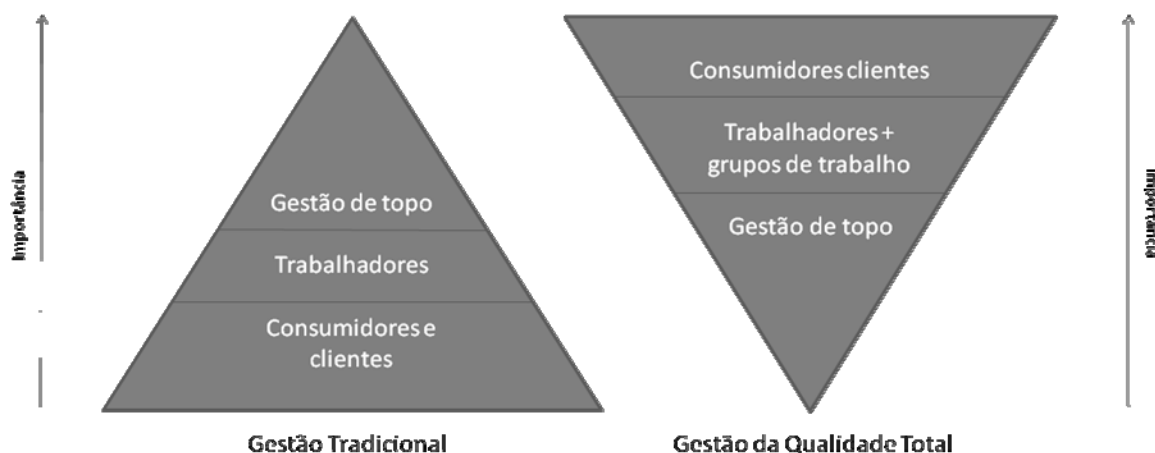 Importância
Gestão de topo
Trabalhadores
Consumidores e
clientes
Gestão Tradicional
Consumidores clientes
Trabalhadores +
grupos de trabalho
Gestão de topo
Gestão da Qualidade Total
Importância